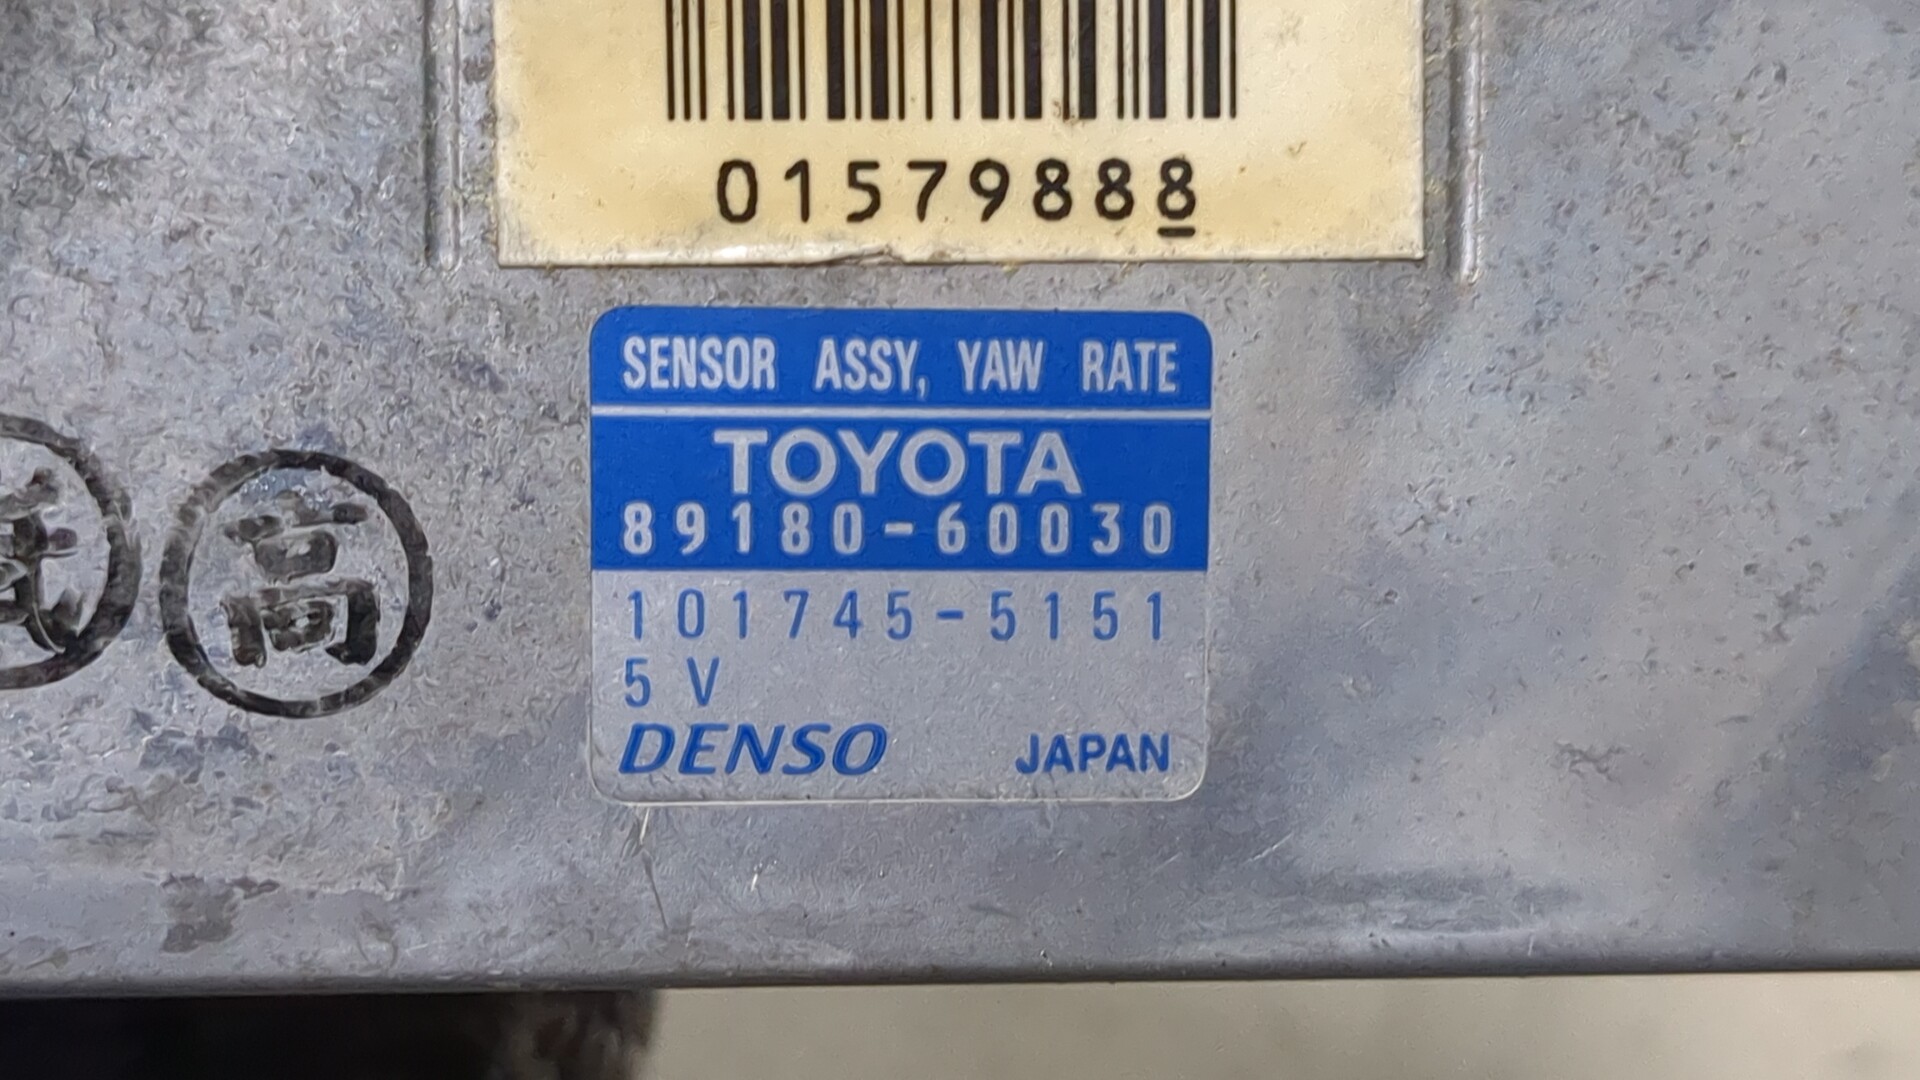 01579888
SENSOR ASSY, YAW RATE
TOYOTA
89180-60030
高
101745-5151
5 V
DENSO JAPAN